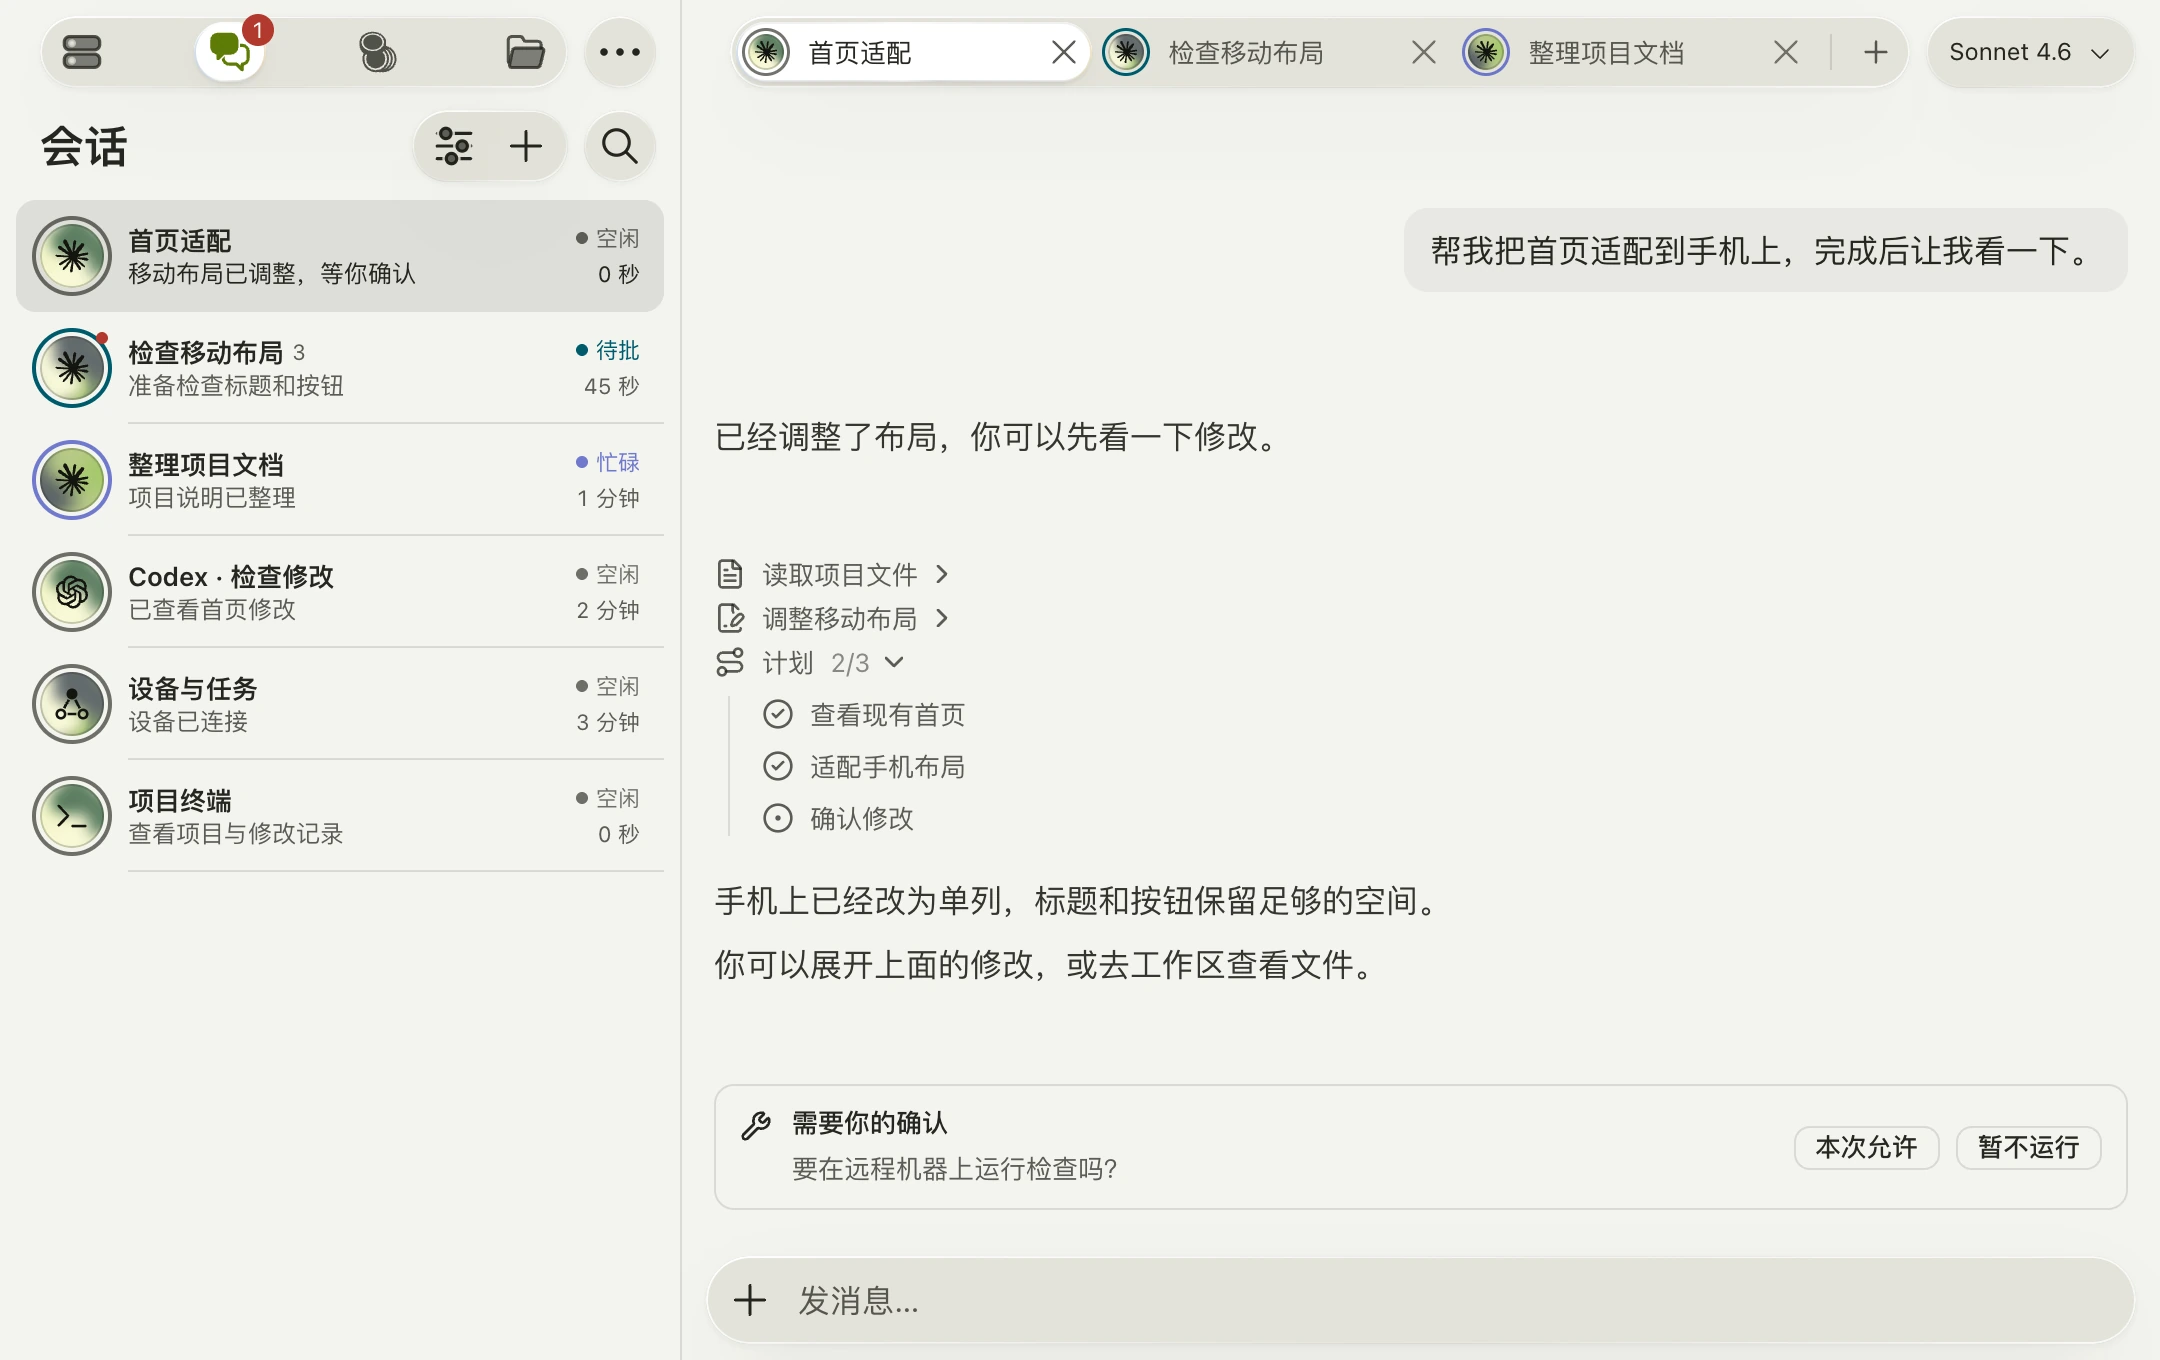 1
首页适配
检查移动布局
整理项目文档
Sonnet 4.6
会话
首页适配
空闲
移动布局已调整，等你确认
0 秒
检查移动布局 3
待批
准备检查标题和按钮
45 秒
整理项目文档
忙碌
项目说明已整理
1 分钟
Codex · 检查修改
空闲
已查看首页修改
2 分钟
设备与任务
空闲
设备已连接
3 分钟
项目终端
空闲
查看项目与修改记录
0 秒
帮我把首页适配到手机上，完成后让我看一下。
已经调整了布局，你可以先看一下修改。
读取项目文件
调整移动布局
计划 2/3
查看现有首页
适配手机布局
确认修改
手机上已经改为单列，标题和按钮保留足够的空间。
你可以展开上面的修改，或去工作区查看文件。
需要你的确认
要在远程机器上运行检查吗?
本次允许
暂不运行
发消息...